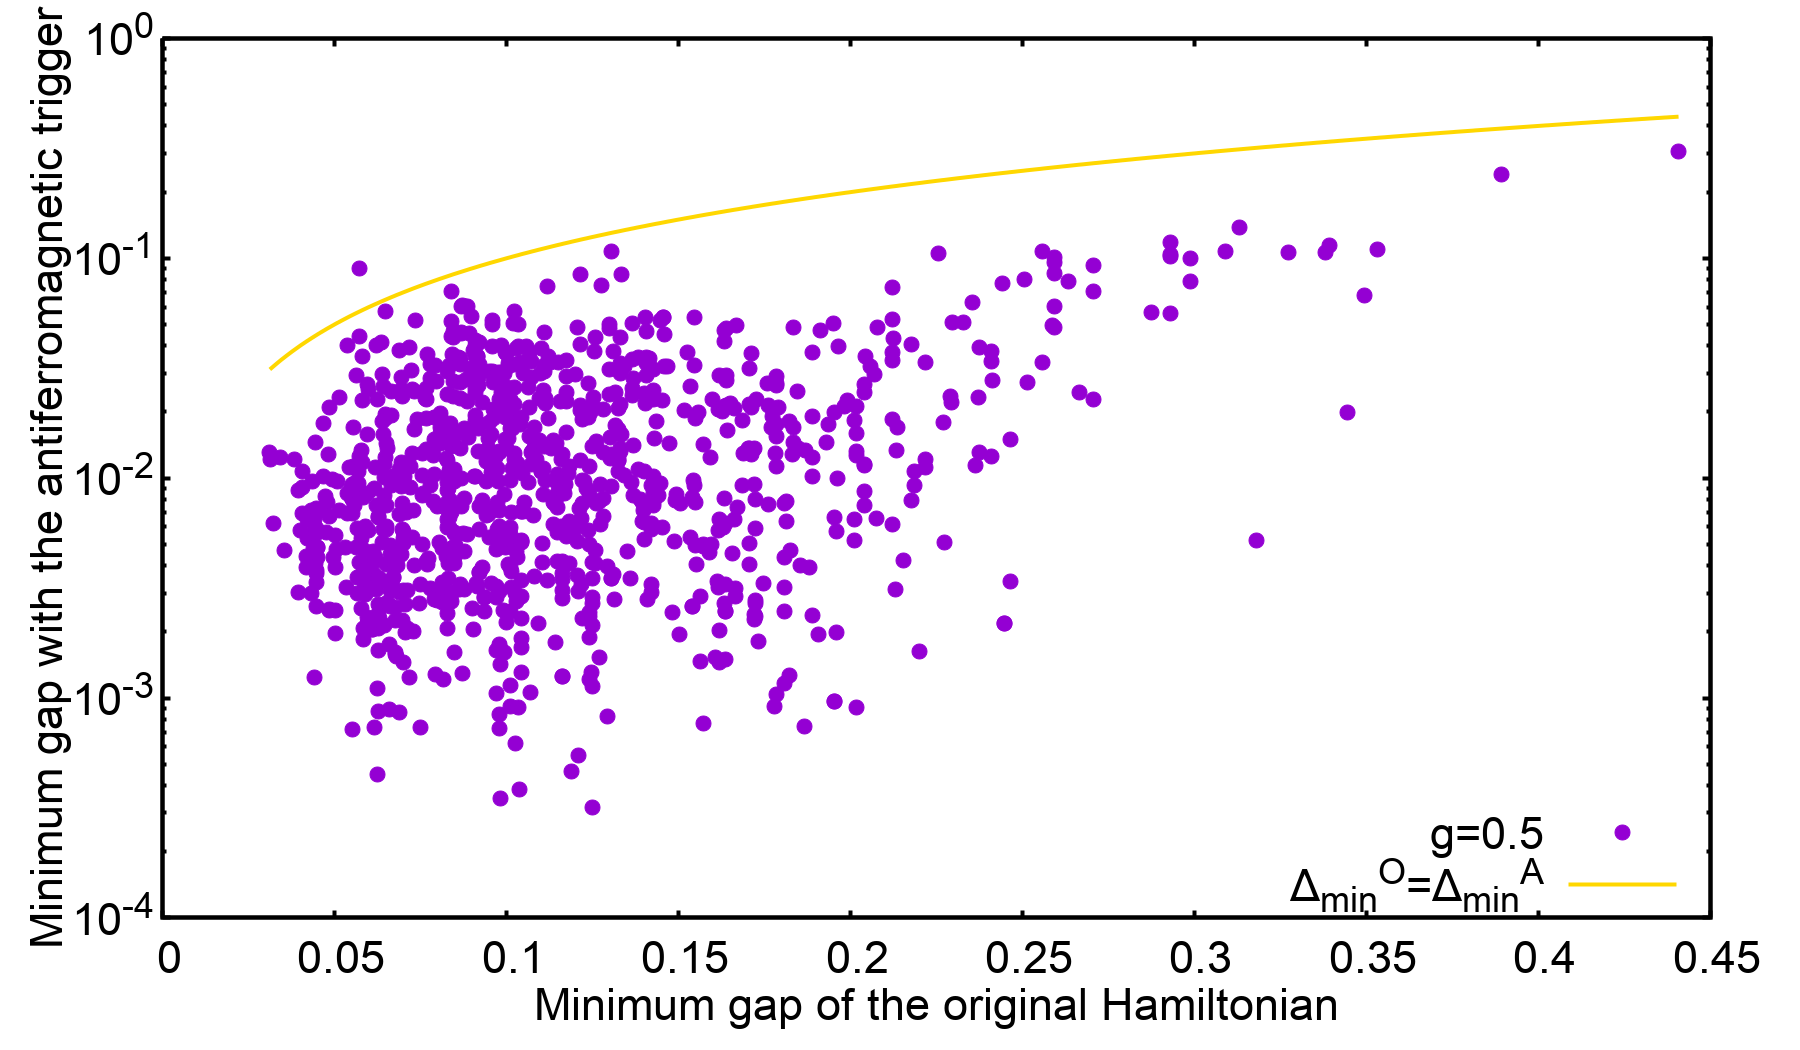 Minimum gap with the antiferromagnetic trigger
10^0
10^-1
10^-2
10^-3
10^-4
g=0.5
Δ_min^O=Δ_min^A
0 0.05 0.1 0.15 0.2 0.25 0.3 0.35 0.4 0.45
Minimum gap of the original Hamiltonian